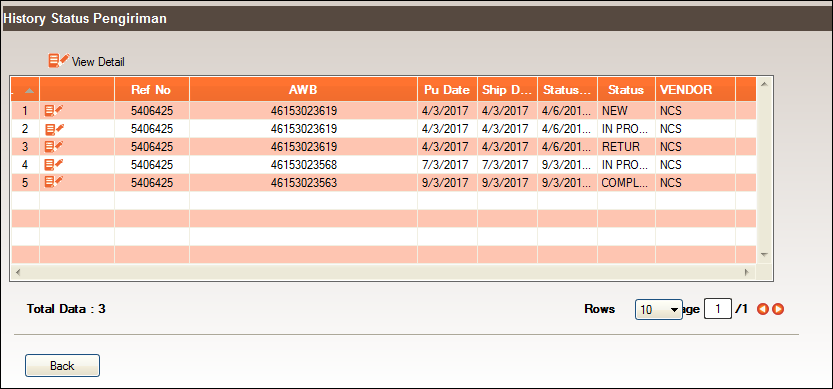 History Status Pengiriman
View Detail
. Ref No AWB Pu Date Ship D... Status... Status VENDOR
1 5406425 46153023619 4/3/2017 4/3/2017 4/6/201... NEW NCS
2 5406425 46153023619 4/3/2017 4/3/2017 4/6/201... IN PRO... NCS
3 5406425 46153023619 4/3/2017 4/3/2017 4/6/201... RETUR NCS
4 5406425 46153023568 7/3/2017 7/3/2017 9/3/201... IN PRO... NCS
5 5406425 46153023563 9/3/2017 9/3/2017 9/3/201... COMPL... NCS
Total Data : 3 Rows 10 age 1 /1
Back